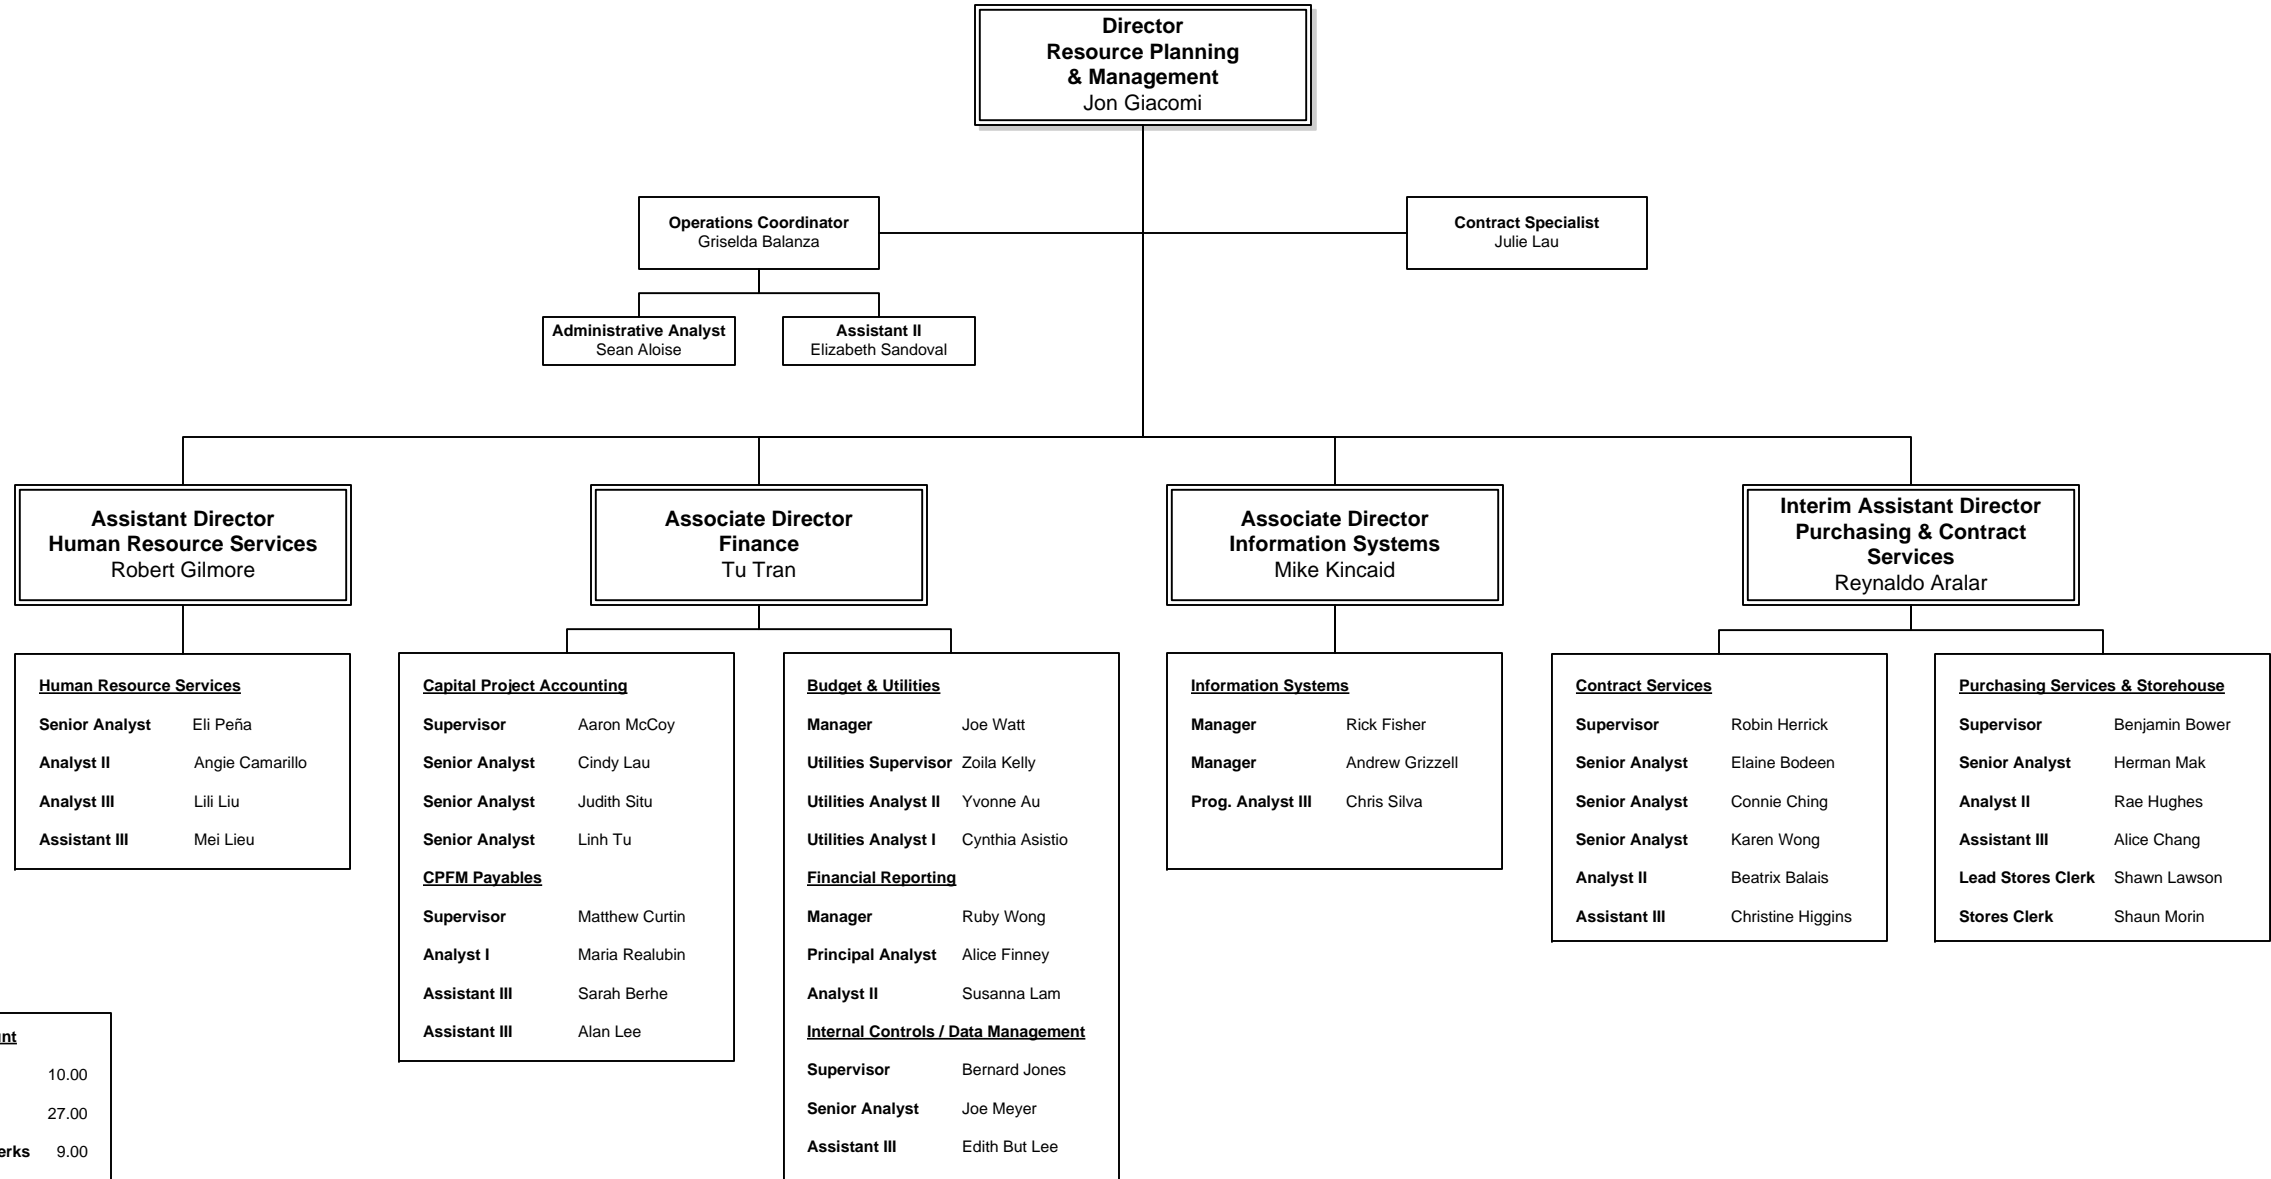 Director
Resource Planning
& Management
Jon Giacomi
Operations Coordinator
Griselda Balanza
Contract Specialist
Julie Lau
Administrative Analyst
Sean Aloise
Assistant II
Elizabeth Sandoval
Assistant Director
Human Resource Services
Robert Gilmore
Associate Director
Finance
Tu Tran
Associate Director
Information Systems
Mike Kincaid
Interim Assistant Director
Purchasing & Contract
Services
Reynaldo Aralar
Human Resource Services
Senior Analyst Eli Peña
Analyst II Angie Camarillo
Analyst III Lili Liu
Assistant III Mei Lieu
Capital Project Accounting
Supervisor Aaron McCoy
Senior Analyst Cindy Lau
Senior Analyst Judith Situ
Senior Analyst Linh Tu
CPFM Payables
Supervisor Matthew Curtin
Analyst I Maria Realubin
Assistant III Sarah Berhe
Assistant III Alan Lee
Budget & Utilities
Manager Joe Watt
Utilities Supervisor Zoila Kelly
Utilities Analyst II Yvonne Au
Utilities Analyst I Cynthia Asistio
Financial Reporting
Manager Ruby Wong
Principal Analyst Alice Finney
Analyst II Susanna Lam
Internal Controls / Data Management
Supervisor Bernard Jones
Senior Analyst Joe Meyer
Assistant III Edith But Lee
Information Systems
Manager Rick Fisher
Manager Andrew Grizzell
Prog. Analyst III Chris Silva
Contract Services
Supervisor Robin Herrick
Senior Analyst Elaine Bodeen
Senior Analyst Connie Ching
Senior Analyst Karen Wong
Analyst II Beatrix Balais
Assistant III Christine Higgins
Purchasing Services & Storehouse
Supervisor Benjamin Bower
Senior Analyst Herman Mak
Analyst II Rae Hughes
Assistant III Alice Chang
Lead Stores Clerk Shawn Lawson
Stores Clerk Shaun Morin
10.00
27.00
9.00